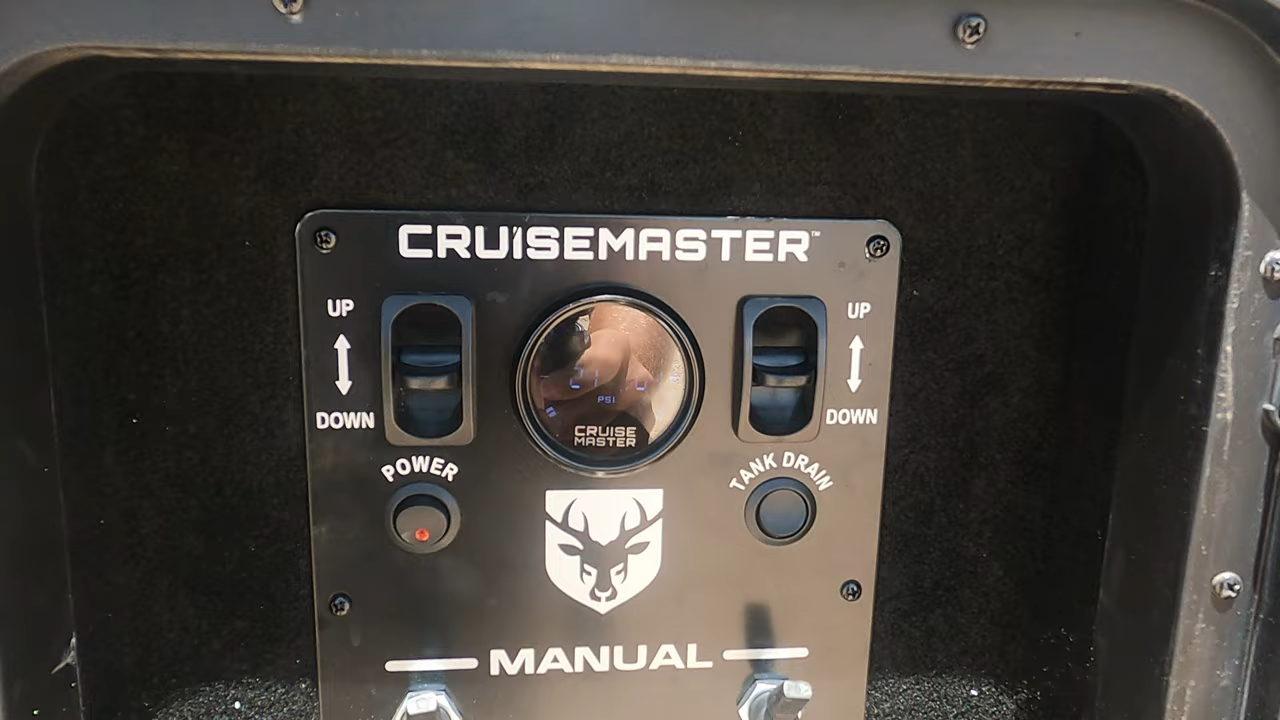 CRUISEMASTER™
UP
UP
DOWN
DOWN
PSI
CRUISE
MASTER
POWER
TANK DRAIN
MANUAL